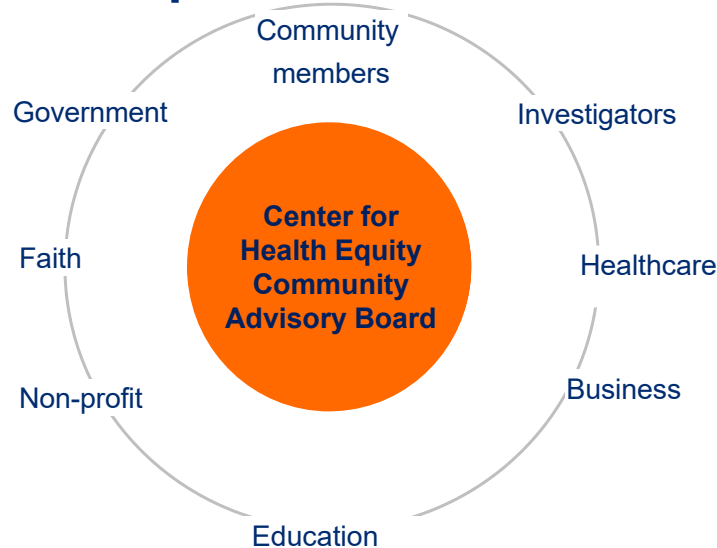 Community
members
Government
Investigators
Center for
Health Equity
Community
Advisory Board
Faith
Healthcare
Non-profit
Business
Education